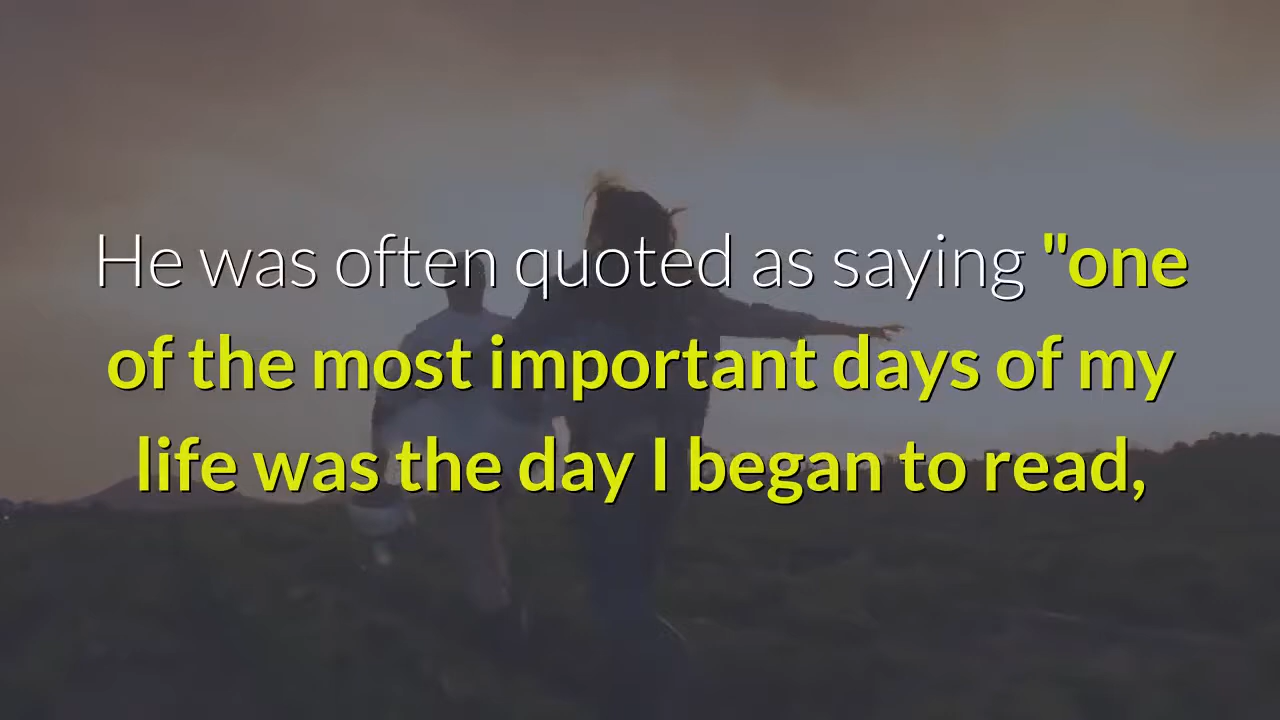 He was often quoted as saying "one
of the most important days of my
life was the day I began to read,